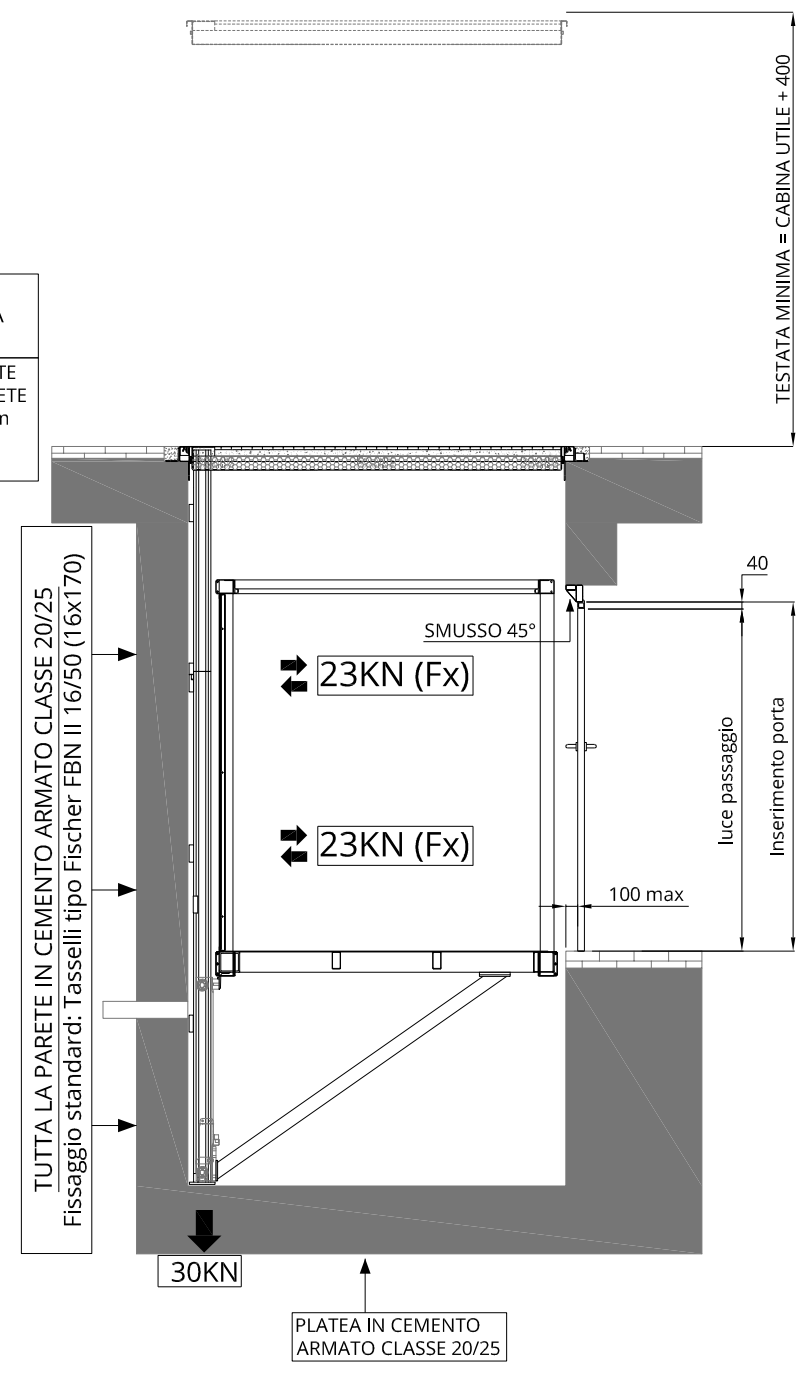 TESTATA MINIMA = CABINA UTILE + 400
A
TE
ETE
n
40
SMUSSO 45°
23KN (Fx)
23KN (Fx)
luce passaggio
Inserimento porta
100 max
TUTTA LA PARETE IN CEMENTO ARMATO CLASSE 20/25
Fissaggio standard: Tasselli tipo Fischer FBN II 16/50 (16x170)
30KN
PLATEA IN CEMENTO
ARMATO CLASSE 20/25